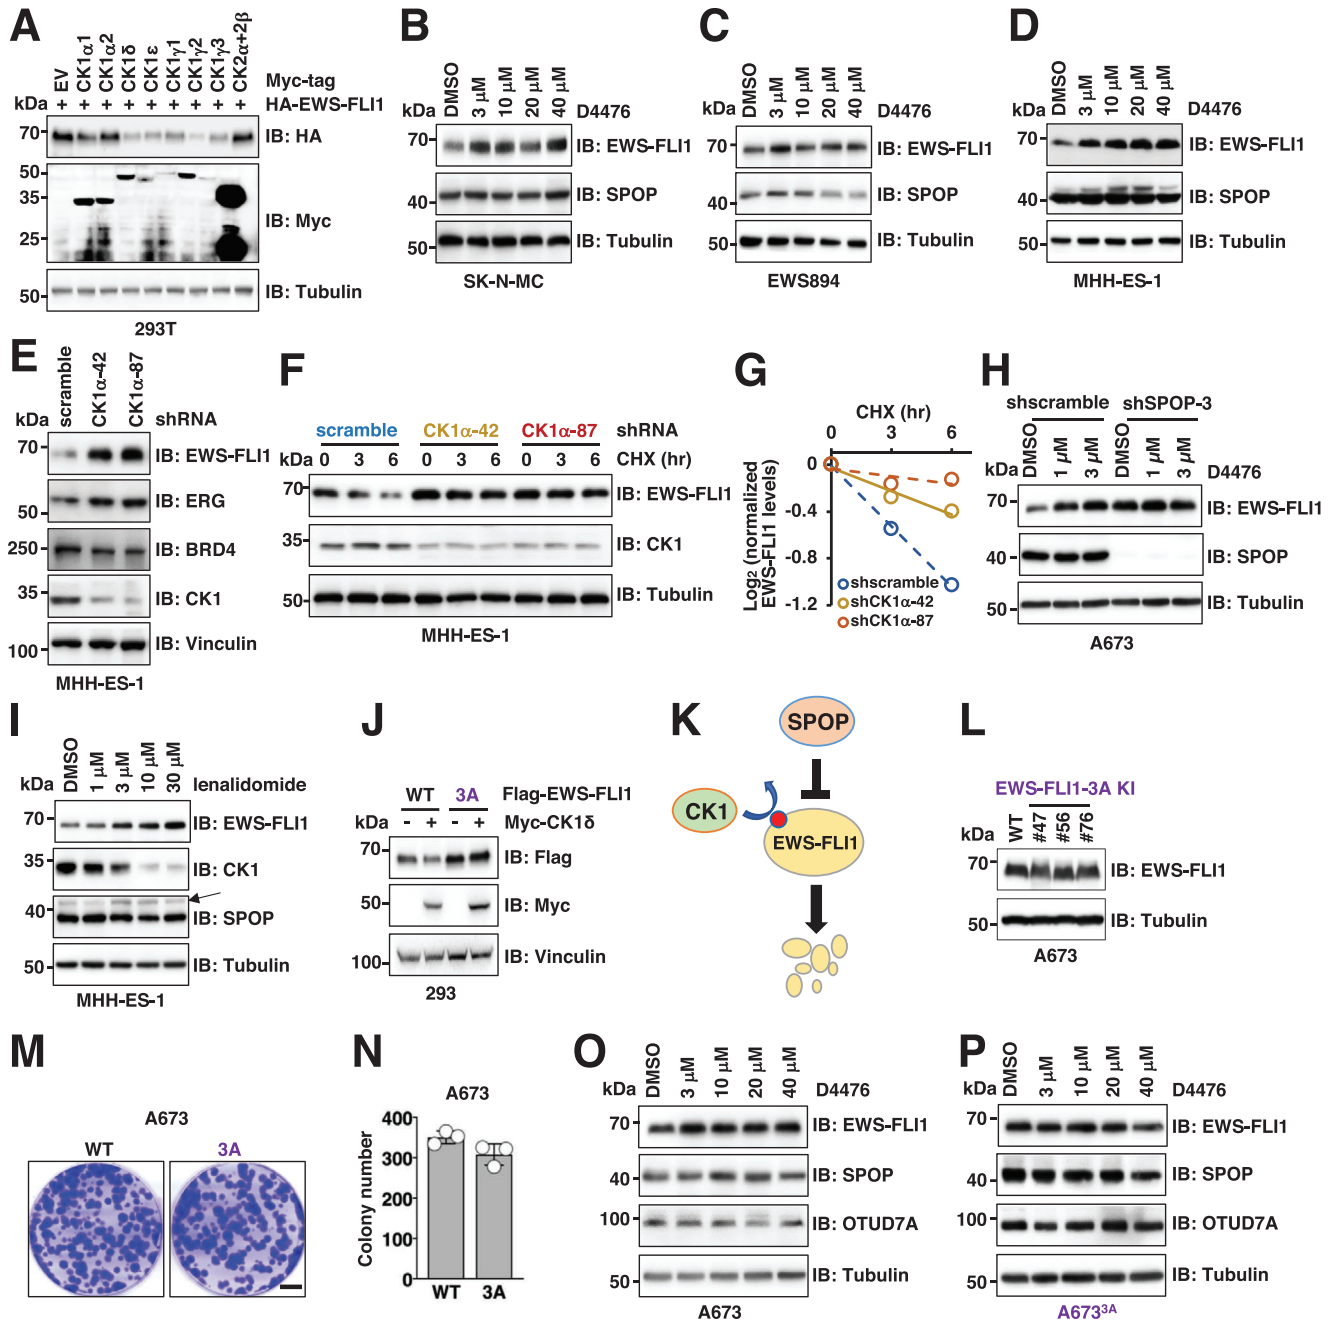 A
EV
CK1α1
CK1α2
CK1δ
CK1ε
CK1γ1
CK1γ2
CK1γ3
CK2α+2β
Myc-tag
kDa + + + + + + + + + HA-EWS-FLI1
70 IB: HA
50
35 IB: Myc
25
50 IB: Tubulin
293T
B
DMSO
3 μM
10 μM
20 μM
40 μM
kDa D4476
70 IB: EWS-FLI1
40 IB: SPOP
50 IB: Tubulin
SK-N-MC
C
DMSO
3 μM
10 μM
20 μM
40 μM
kDa D4476
70 IB: EWS-FLI1
40 IB: SPOP
50 IB: Tubulin
EWS894
D
DMSO
3 μM
10 μM
20 μM
40 μM
kDa D4476
70 IB: EWS-FLI1
40 IB: SPOP
50 IB: Tubulin
MHH-ES-1
E
scramble
CK1α-42
CK1α-87
kDa shRNA
70 IB: EWS-FLI1
50 IB: ERG
250 IB: BRD4
35 IB: CK1
100 IB: Vinculin
MHH-ES-1
F
scramble CK1α-42 CK1α-87 shRNA
kDa 0 3 6 0 3 6 0 3 6 CHX (hr)
70 IB: EWS-FLI1
35 IB: CK1
50 IB: Tubulin
MHH-ES-1
G
CHX (hr)
0 3 6
0
-0.4
-0.8
-1.2
Log2 (normalized
EWS-FLI1 levels)
shscramble
shCK1α-42
shCK1α-87
H
shscramble shSPOP-3
DMSO
1 μM
3 μM
DMSO
1 μM
3 μM
kDa D4476
70 IB: EWS-FLI1
40 IB: SPOP
50 IB: Tubulin
A673
I
DMSO
1 μM
3 μM
10 μM
30 μM
kDa lenalidomide
70 IB: EWS-FLI1
35 IB: CK1
40 IB: SPOP
50 IB: Tubulin
MHH-ES-1
J
WT 3A Flag-EWS-FLI1
kDa - + - + Myc-CK1δ
70 IB: Flag
50 IB: Myc
100 IB: Vinculin
293
K
SPOP
CK1
EWS-FLI1
L
EWS-FLI1-3A KI
kDa
WT
#47
#56
#76
70 IB: EWS-FLI1
50 IB: Tubulin
A673
M
A673
WT 3A
N
A673
Colony number
400
300
200
100
0
WT 3A
O
DMSO
3 μM
10 μM
20 μM
40 μM
kDa D4476
70 IB: EWS-FLI1
40 IB: SPOP
100 IB: OTUD7A
50 IB: Tubulin
A673
P
DMSO
3 μM
10 μM
20 μM
40 μM
kDa D4476
70 IB: EWS-FLI1
40 IB: SPOP
100 IB: OTUD7A
50 IB: Tubulin
A673³ᴬ